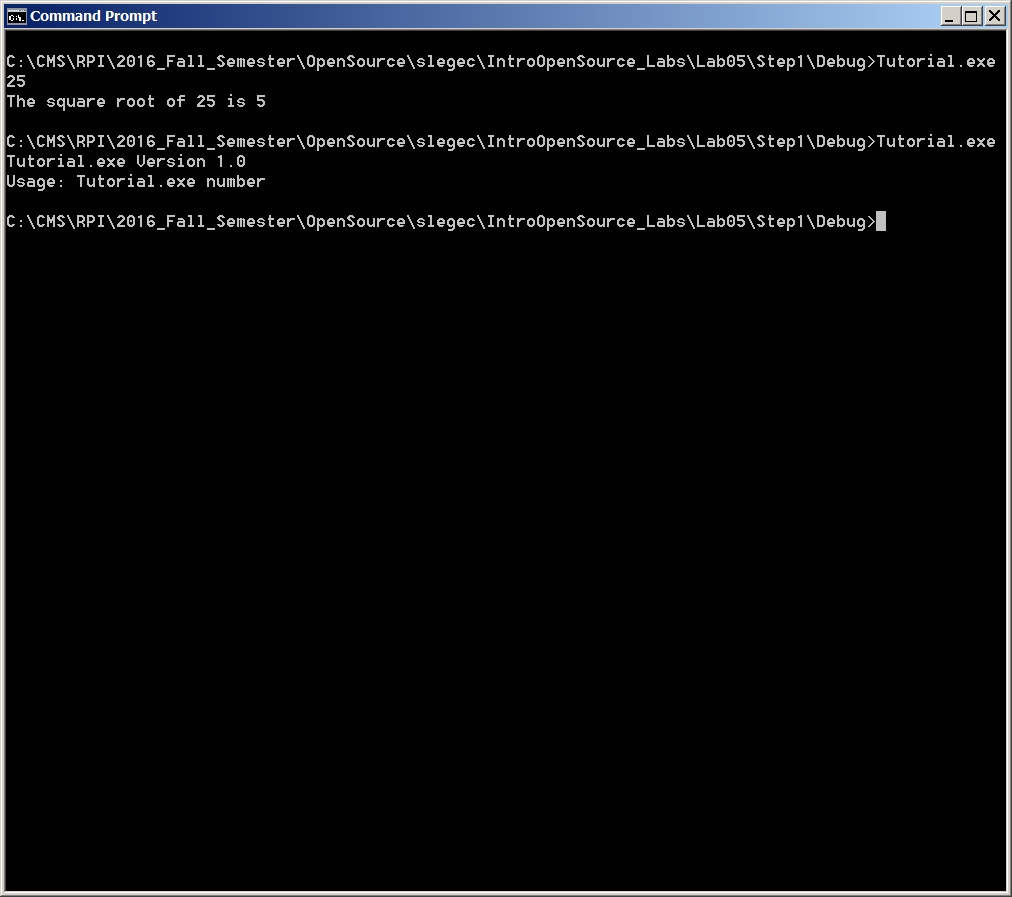 Command Prompt
C:\CMS\RPI\2016_Fall_Semester\OpenSource\slegec\IntroOpenSource_Labs\Lab05\Step1\Debug>Tutorial.exe
25
The square root of 25 is 5
C:\CMS\RPI\2016_Fall_Semester\OpenSource\slegec\IntroOpenSource_Labs\Lab05\Step1\Debug>Tutorial.exe
Tutorial.exe Version 1.0
Usage: Tutorial.exe number
C:\CMS\RPI\2016_Fall_Semester\OpenSource\slegec\IntroOpenSource_Labs\Lab05\Step1\Debug>